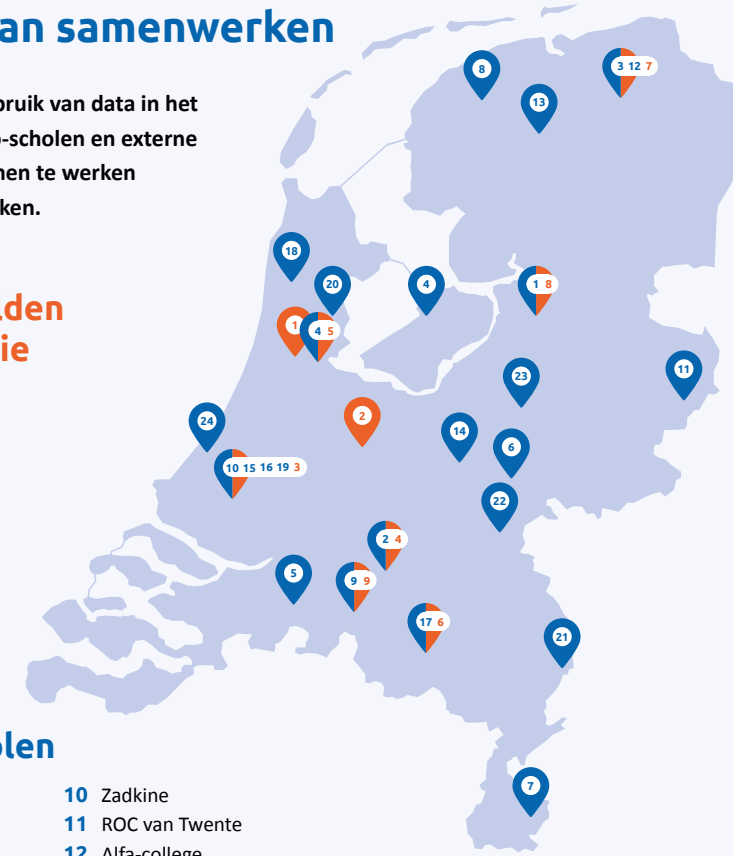 an samenwerken
bruik van data in het
o-scholen en externe
men te werken
ken.
lden
ie
8
3 12 7
13
18
20
4
1 8
1
4 5
23
11
2
24
14
6
10 15 16 19 3
22
2 4
5
9 9
17 6
21
7
olen
10 Zadkine
11 ROC van Twente
12 Alfa-college